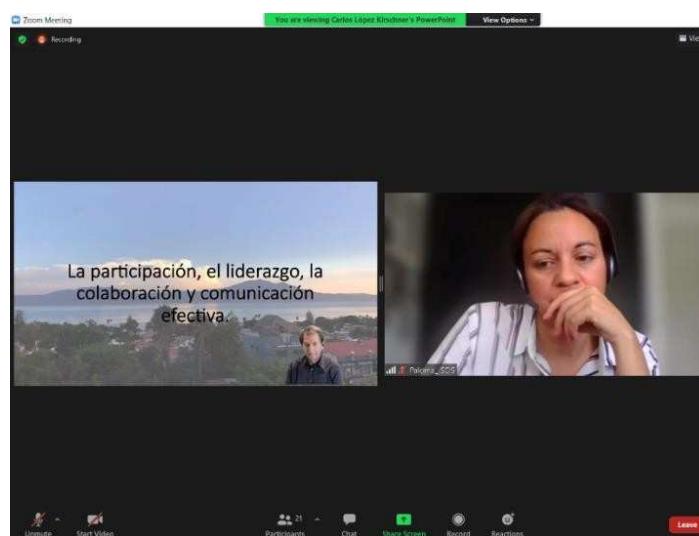 Zoom Meeting
You are viewing Carlos López Kirschner's PowerPoint
View Options
Recording
Vie
La participación, el liderazgo, la
colaboración y comunicación
efectiva.
Paloma_SDS
Unmute
Start Video
Participants
21
Chat
Share Screen
Record
Reactions
Leave